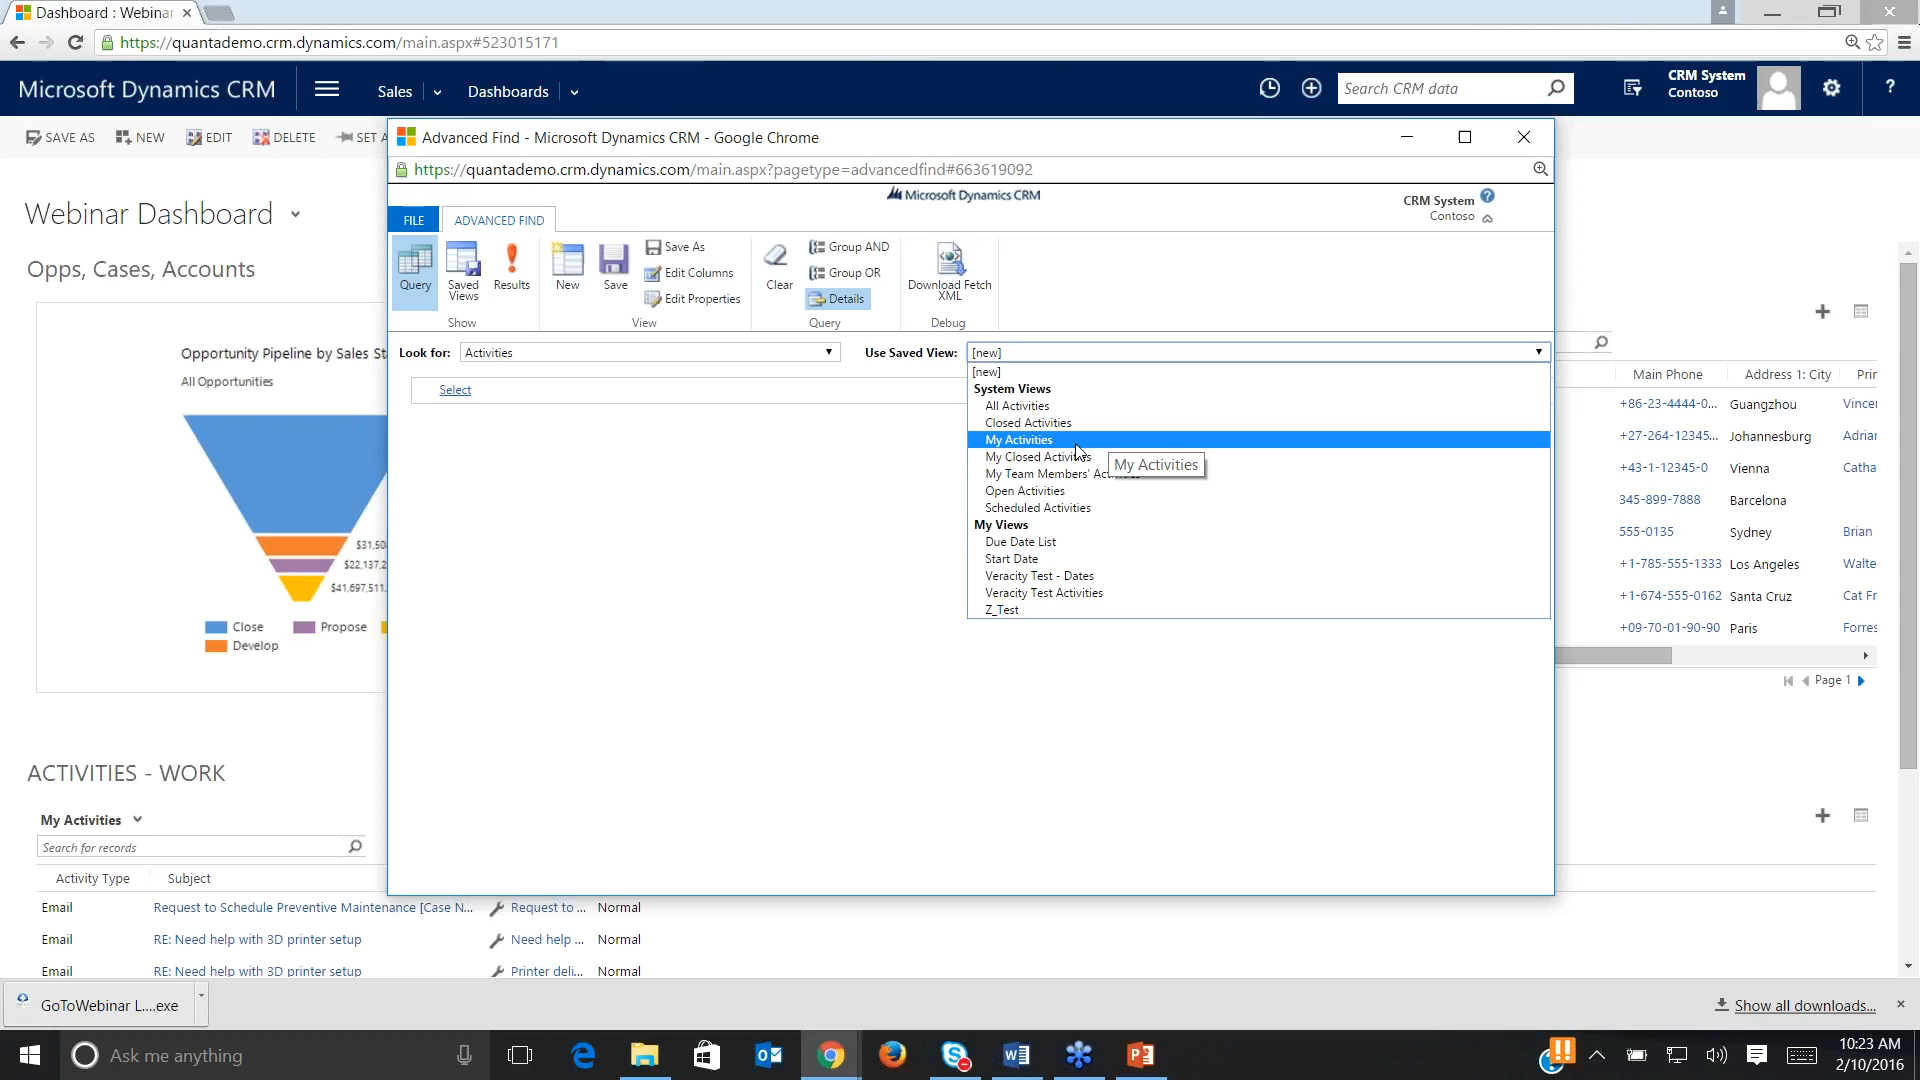 Dashboard : Webinar
https://quantademo.crm.dynamics.com/main.aspx#523015171
Microsoft Dynamics CRM
Sales
Dashboards
Search CRM data
CRM System
Contoso
?
SAVE AS
NEW
EDIT
DELETE
SET A
Webinar Dashboard
Opps, Cases, Accounts
Opportunity Pipeline by Sales St
All Opportunities
$31,50
$22,137,2
$41,697,511
Close
Propose
Develop
Advanced Find - Microsoft Dynamics CRM - Google Chrome
https://quantademo.crm.dynamics.com/main.aspx?pagetype=advancedfind#663619092
Microsoft Dynamics CRM
CRM System
Contoso
FILE
ADVANCED FIND
Query
Saved Views
Results
Show
New
Save
Save As
Edit Columns
Edit Properties
View
Clear
Group AND
Group OR
Details
Query
Download Fetch XML
Debug
Look for:
Activities
Use Saved View:
[new]
Select
[new]
System Views
All Activities
Closed Activities
My Activities
My Closed Activities
My Team Members' Activities
Open Activities
Scheduled Activities
My Views
Due Date List
Start Date
Veracity Test - Dates
Veracity Test Activities
Z_Test
My Activities
Main Phone Address 1: City Prir
+86-23-4444-0... Guangzhou Vincer
+27-264-12345... Johannesburg Adriar
+43-1-12345-0 Vienna Catha
345-899-7888 Barcelona
555-0135 Sydney Brian
+1-785-555-1333 Los Angeles Walte
+1-674-555-0162 Santa Cruz Cat Fr
+09-70-01-90-90 Paris Forres
Page 1
ACTIVITIES - WORK
My Activities
Search for records
Activity Type Subject
Email Request to Schedule Preventive Maintenance [Case N... Request to ... Normal
Email RE: Need help with 3D printer setup Need help ... Normal
Email RE: Need help with 3D printer setup Printer deli... Normal
GoToWebinar L....exe
Show all downloads...
Ask me anything
10:23 AM
2/10/2016